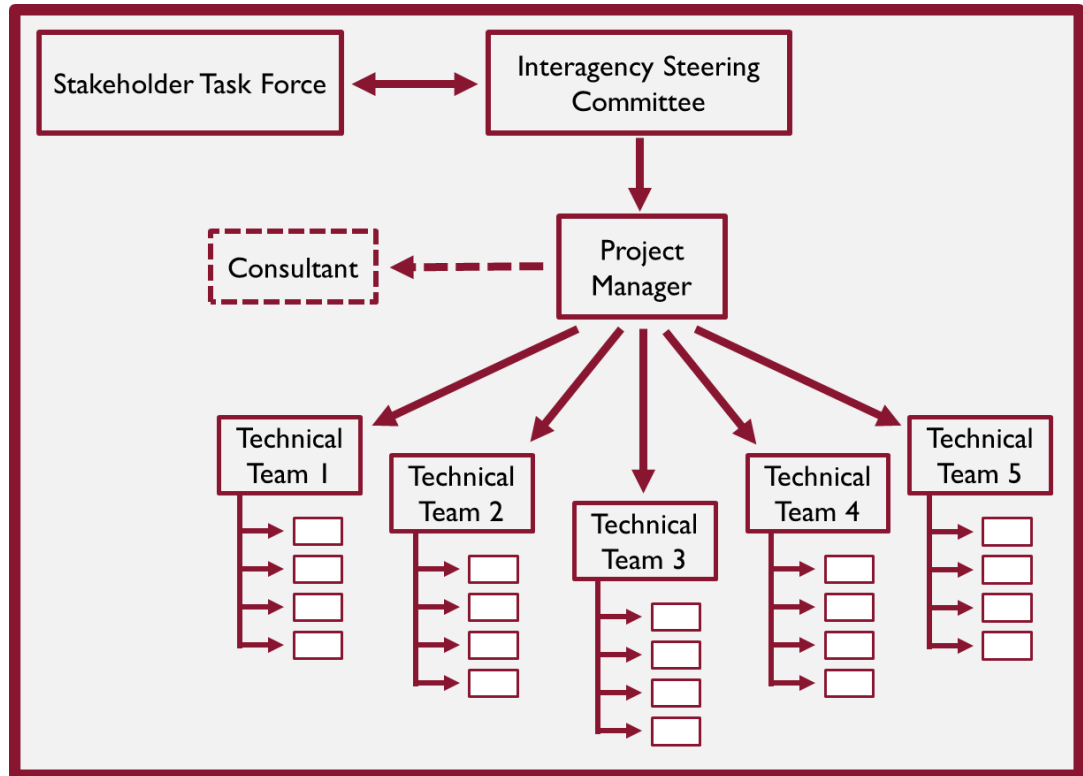 Stakeholder Task Force
Interagency Steering
Committee
Consultant
Project
Manager
Technical
Team 1
Technical
Team 2
Technical
Team 3
Technical
Team 4
Technical
Team 5